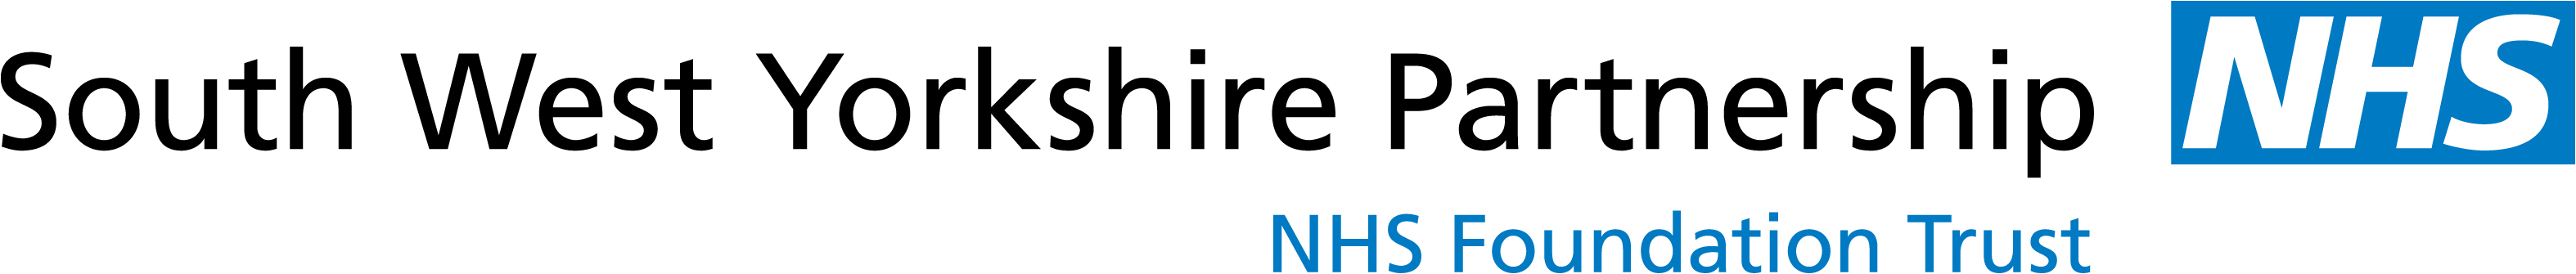 South West Yorkshire Partnership NHS
NHS Foundation Trust